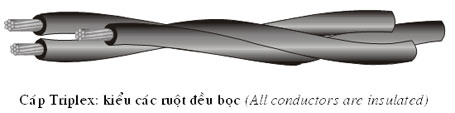 Cáp Triplex: kiểu các ruột đều bọc (All conductors are insulated)